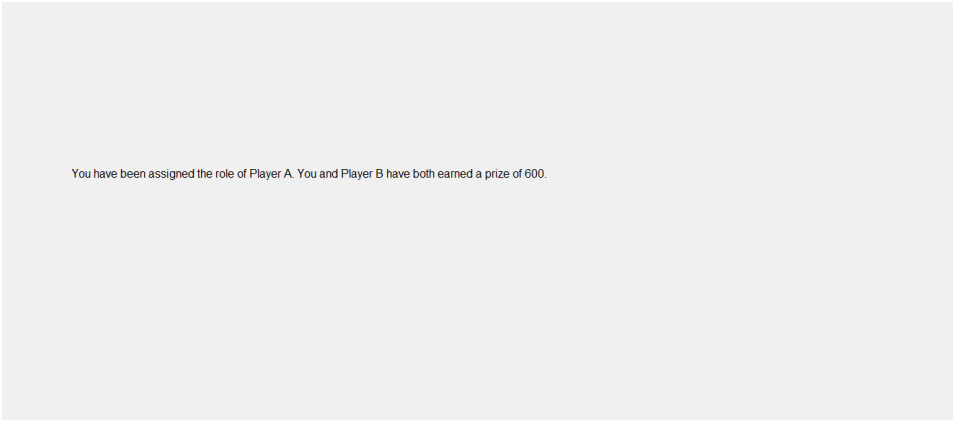 You have been assigned the role of Player A. You and Player B have both earned a prize of 600.